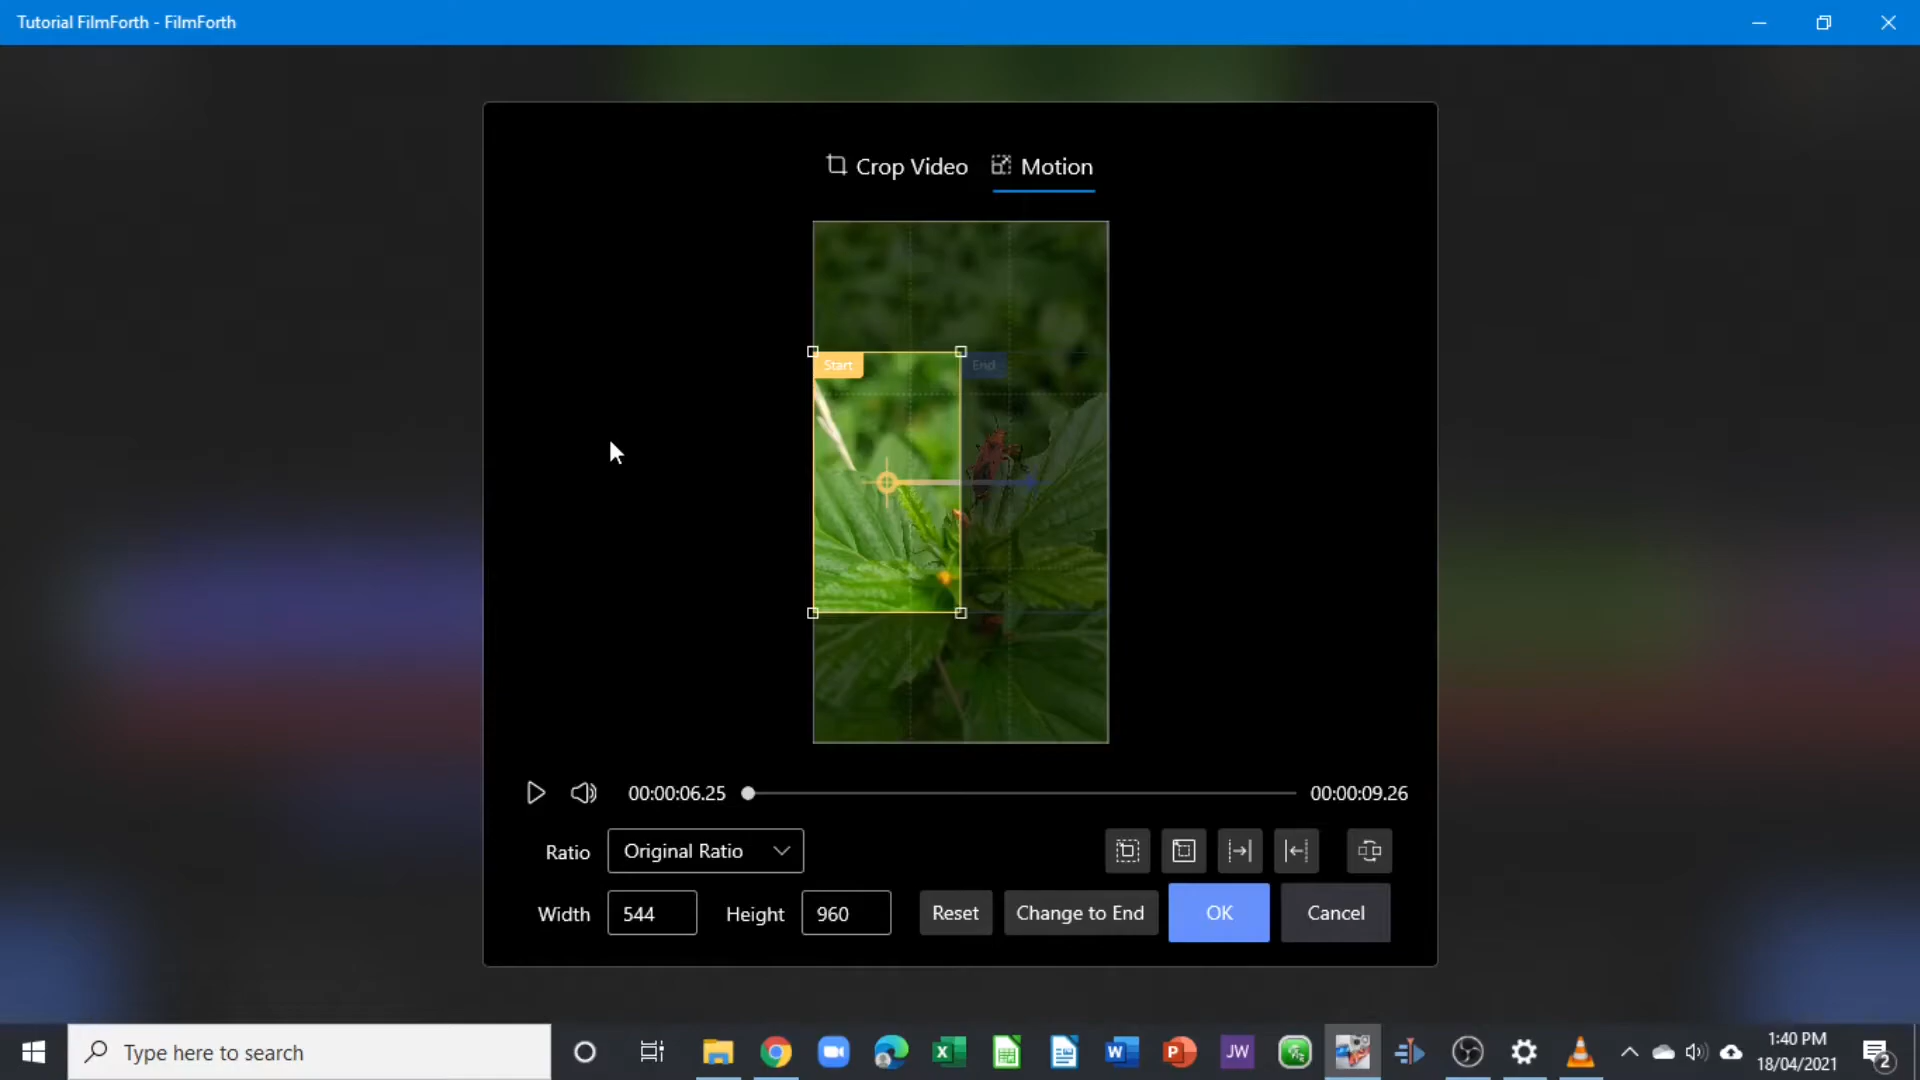 Tutorial FilmForth - FilmForth
Crop Video Motion
Start End
00:00:06.25 00:00:09.26
Ratio Original Ratio
Width 544 Height 960 Reset Change to End OK Cancel
Type here to search
JW
1:40 PM
18/04/2021
2